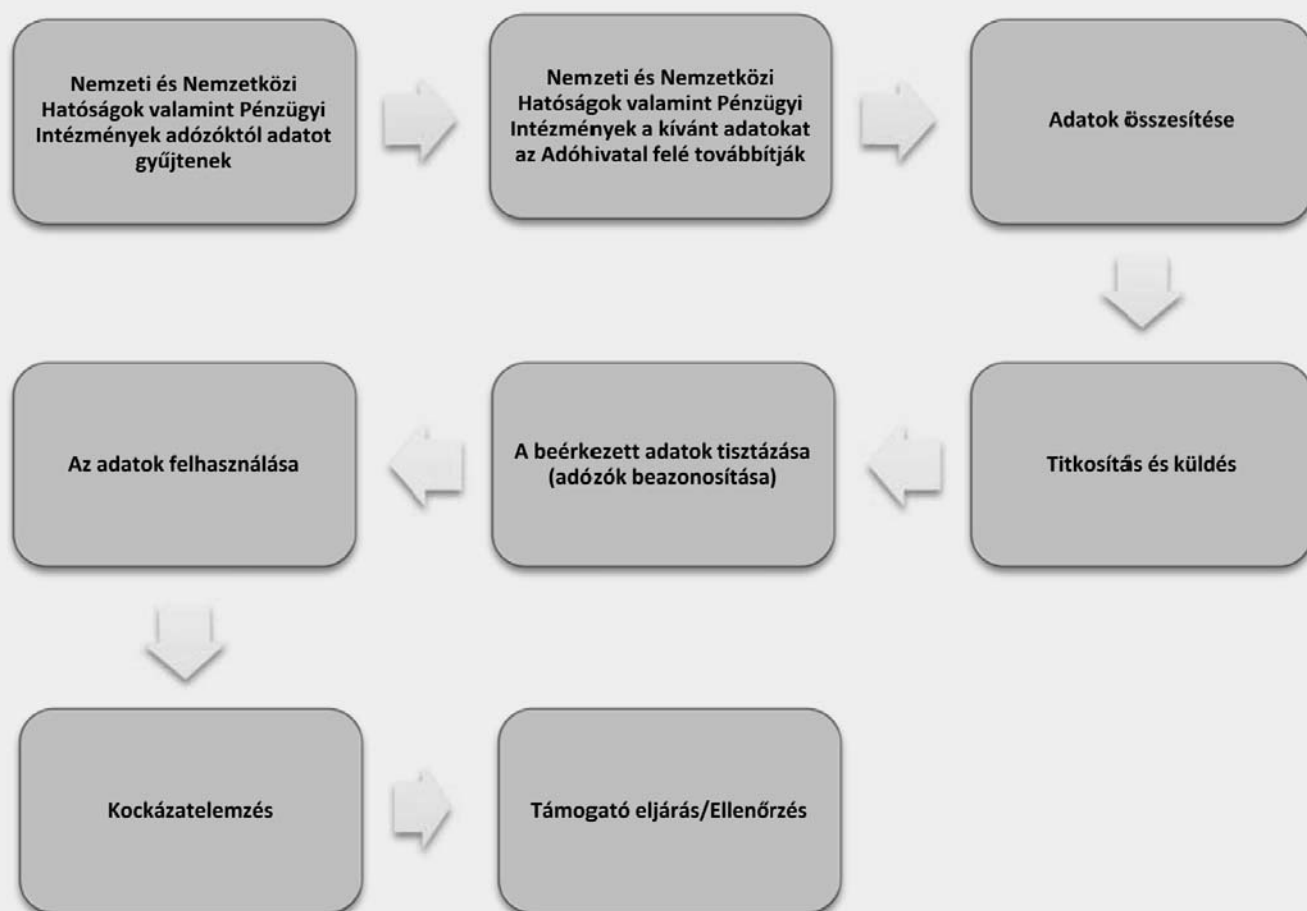 Nemzeti és Nemzetközi
Hatóságok valamint Pénzügyi
Intézmények adózóktól adatot
gyűjtenek
Nemzeti és Nemzetközi
Hatóságok valamint Pénzügyi
Intézmények a kívánt adatokat
az Adóhivatal felé továbbítják
Adatok összesítése
Titkosítás és küldés
A beérkezett adatok tisztázása
(adózók beazonosítása)
Az adatok felhasználása
Kockázatelemzés
Támogató eljárás/Ellenőrzés